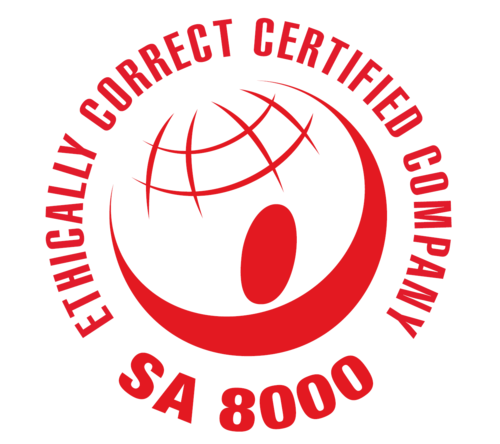 ETHICALLY CORRECT CERTIFIED COMPANY
SA 8000